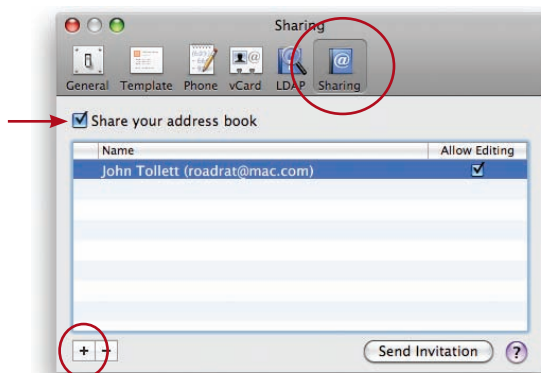 Sharing
General Template Phone vCard LDAP Sharing
Share your address book
Name Allow Editing
John Tollett (roadrat@mac.com)
+ − Send Invitation ?